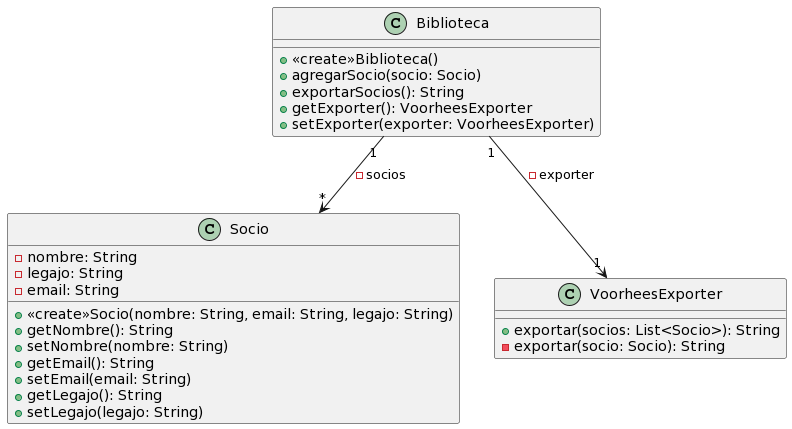 C Biblioteca
«create»Biblioteca()
agregarSocio(socio: Socio)
exportarSocios(): String
getExporter(): VoorheesExporter
setExporter(exporter: VoorheesExporter)
1
1
socios
exporter
*
1
C Socio
nombre: String
legajo: String
email: String
«create»Socio(nombre: String, email: String, legajo: String)
getNombre(): String
setNombre(nombre: String)
getEmail(): String
setEmail(email: String)
getLegajo(): String
setLegajo(legajo: String)
C VoorheesExporter
exportar(socios: List<Socio>): String
exportar(socio: Socio): String